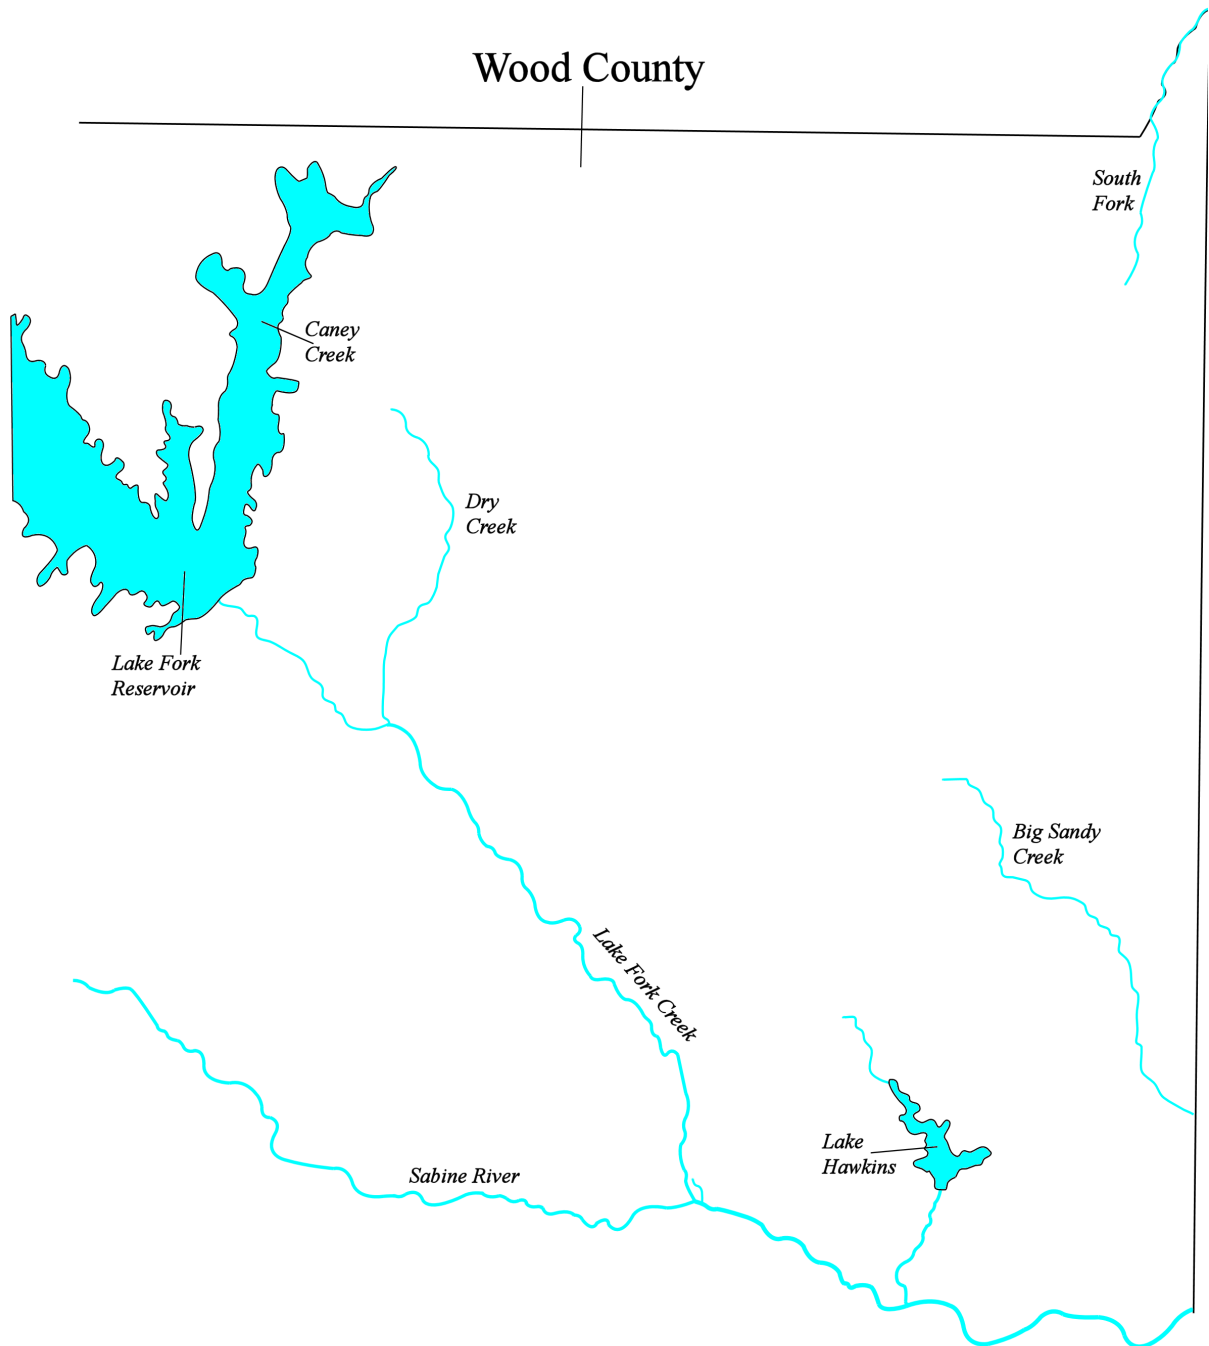 Wood County
South
Fork
Caney
Creek
Dry
Creek
Lake Fork
Reservoir
Big Sandy
Creek
Lake Fork Creek
Lake
Hawkins
Sabine River